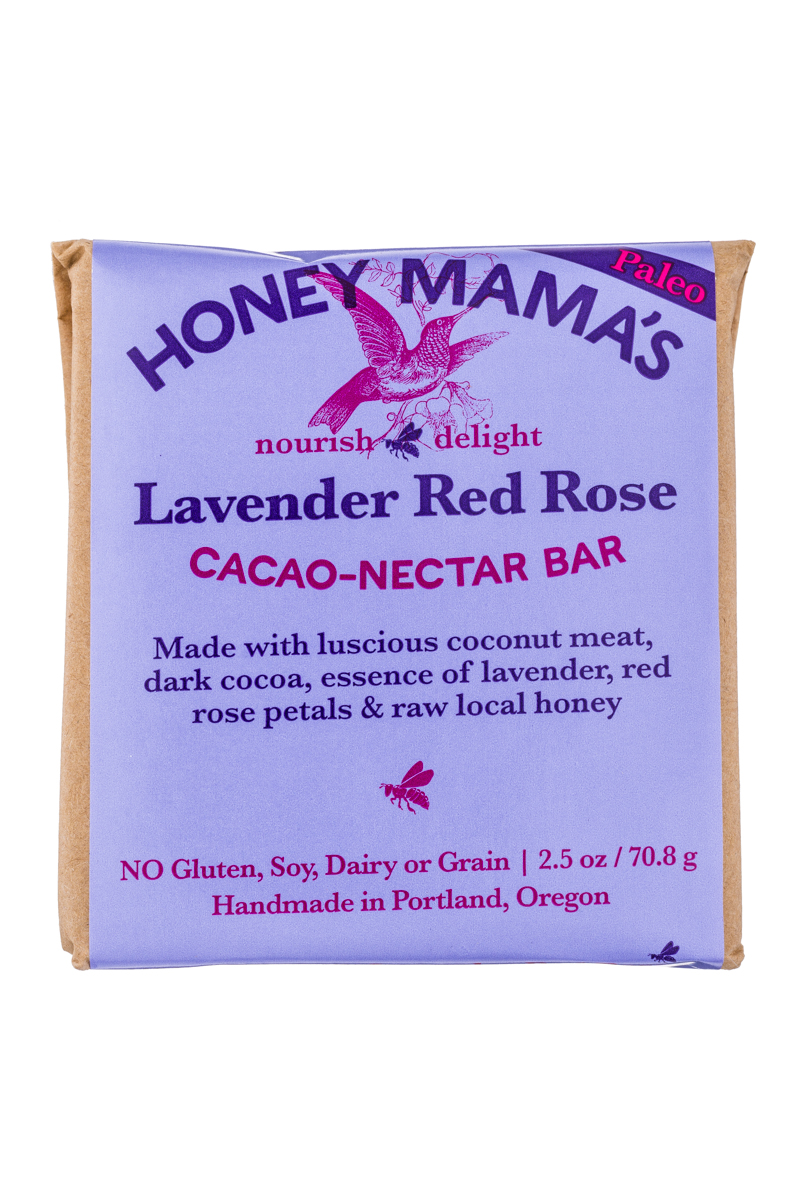 Paleo
HONEY MAMA'S
nourish delight
Lavender Red Rose
CACAO-NECTAR BAR
Made with luscious coconut meat,
dark cocoa, essence of lavender, red
rose petals & raw local honey
NO Gluten, Soy, Dairy or Grain | 2.5 oz / 70.8 g
Handmade in Portland, Oregon